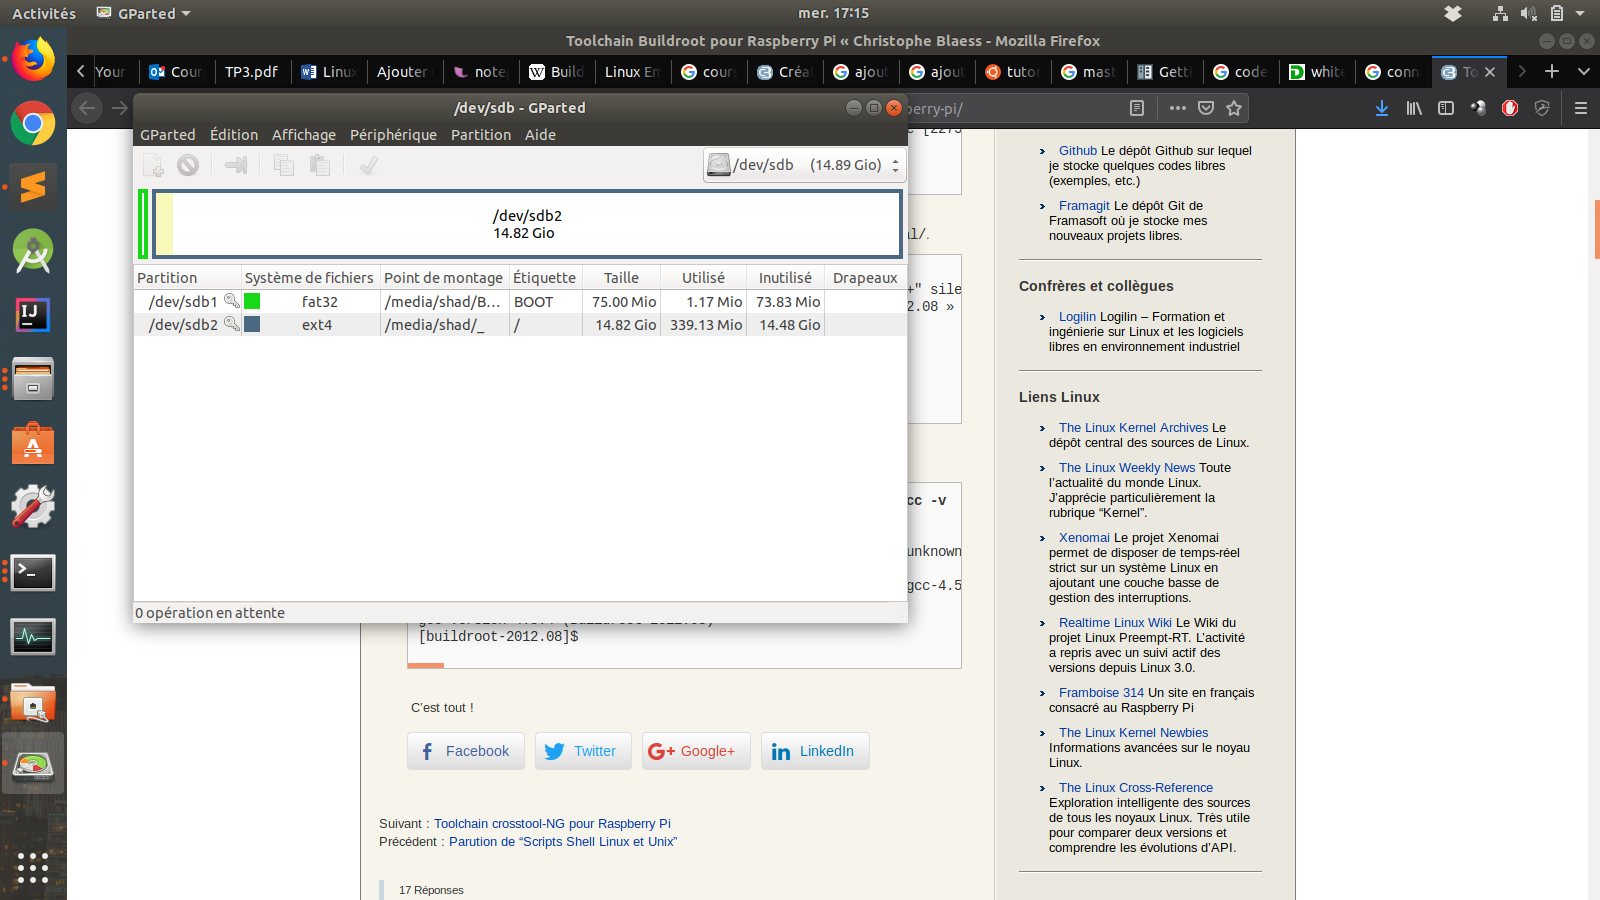 Activités
GParted
mer. 17:15
Toolchain Buildroot pour Raspberry Pi « Christophe Blaess - Mozilla Firefox
Your
Cour
TP3.pdf
Linux
Ajouter
note
Build
Linux Em
cours
Créat
ajout
ajout
tutor
mast
Getti
code
white
conn
To
/dev/sdb - GParted
berry-pi/
GParted Édition Affichage Périphérique Partition Aide
/dev/sdb (14.89 Gio)
/dev/sdb2
14.82 Gio
Partition Système de fichiers Point de montage Étiquette Taille Utilisé Inutilisé Drapeaux
/dev/sdb1 fat32 /media/shad/B... BOOT 75.00 Mio 1.17 Mio 73.83 Mio
/dev/sdb2 ext4 /media/shad/_ / 14.82 Gio 339.13 Mio 14.48 Gio
0 opération en attente
al/.
+" sile
2.08 »
cc -v
unknown
gcc-4.5
[buildroot-2012.08]$
C'est tout !
Facebook
Twitter
Google+
LinkedIn
Suivant : Toolchain crosstool-NG pour Raspberry Pi
Précédent : Parution de “Scripts Shell Linux et Unix”
17 Réponses
Github Le dépôt Github sur lequel
je stocke quelques codes libres
(exemples, etc.)
Framagit Le dépôt Git de
Framasoft où je stocke mes
nouveaux projets libres.
Confrères et collègues
Logilin Logilin – Formation et
ingénierie sur Linux et les logiciels
libres en environnement industriel
Liens Linux
The Linux Kernel Archives Le
dépôt central des sources de Linux.
The Linux Weekly News Toute
l'actualité du monde Linux.
J'apprécie particulièrement la
rubrique “Kernel”.
Xenomai Le projet Xenomai
permet de disposer de temps-réel
strict sur un système Linux en
ajoutant une couche basse de
gestion des interruptions.
Realtime Linux Wiki Le Wiki du
projet Linux Preempt-RT. L'activité
a repris avec un suivi actif des
versions depuis Linux 3.0.
Framboise 314 Un site en français
consacré au Raspberry Pi
The Linux Kernel Newbies
Informations avancées sur le noyau
Linux.
The Linux Cross-Reference
Exploration intelligente des sources
de tous les noyaux Linux. Très utile
pour comparer deux versions et
comprendre les évolutions d'API.